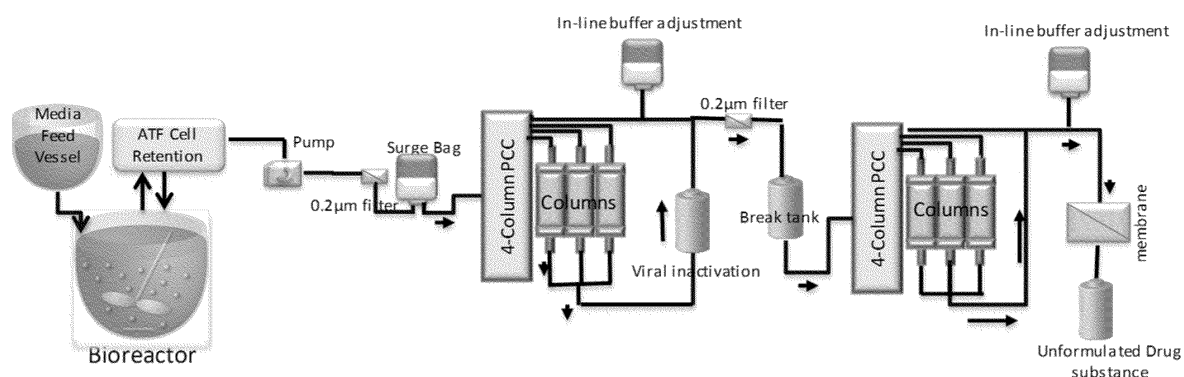 Media
Feed
Vessel
ATF Cell
Retention
Bioreactor
Pump
0.2µm filter
Surge Bag
4-Column PCC
Columns
In-line buffer adjustment
Viral inactivation
0.2µm filter
Break tank
4-Column PCC
Columns
In-line buffer adjustment
membrane
Unformulated Drug
substance